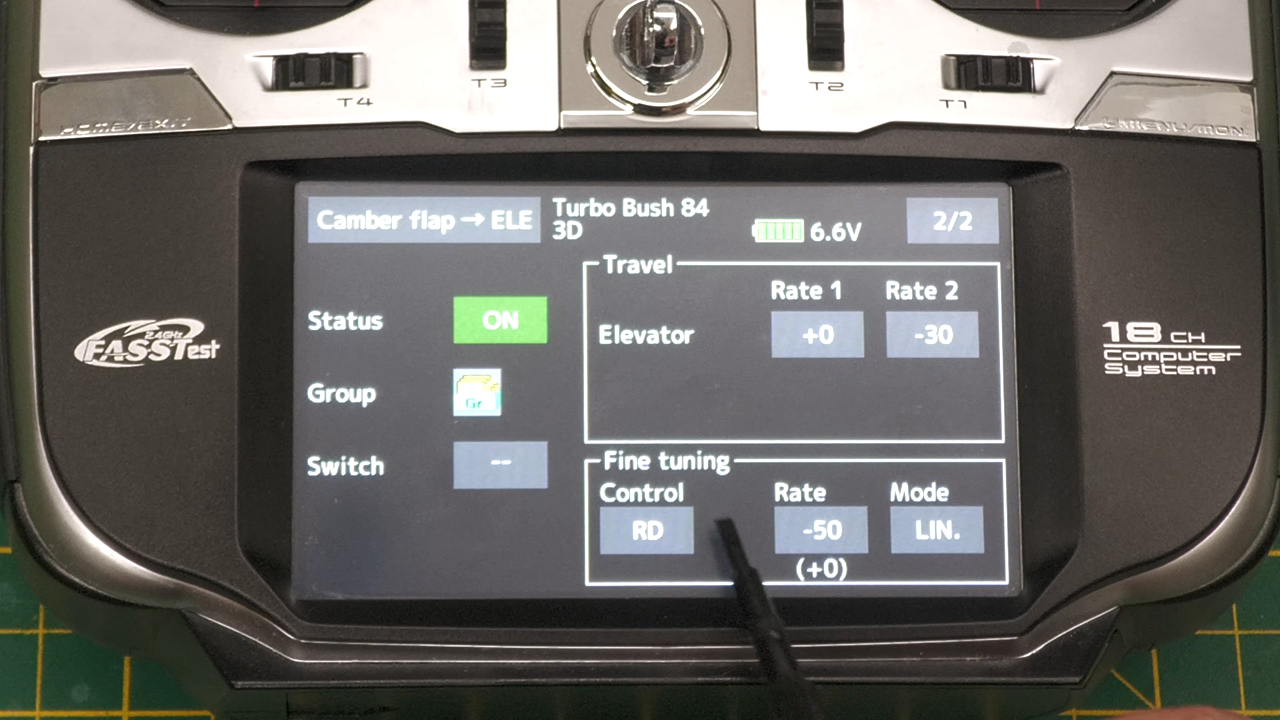 T4
T3
T2
T1
HOME/EXIT
U.MENU/MON.
Camber flap → ELE
Turbo Bush 84
3D
6.6V
2/2
Travel
Rate 1 Rate 2
Status ON
Elevator +0 -30
Group Gr
Switch --
Fine tuning
Control Rate Mode
RD -50 LIN.
(+0)
2.4GHz
FASSTest
18 CH
Computer
System